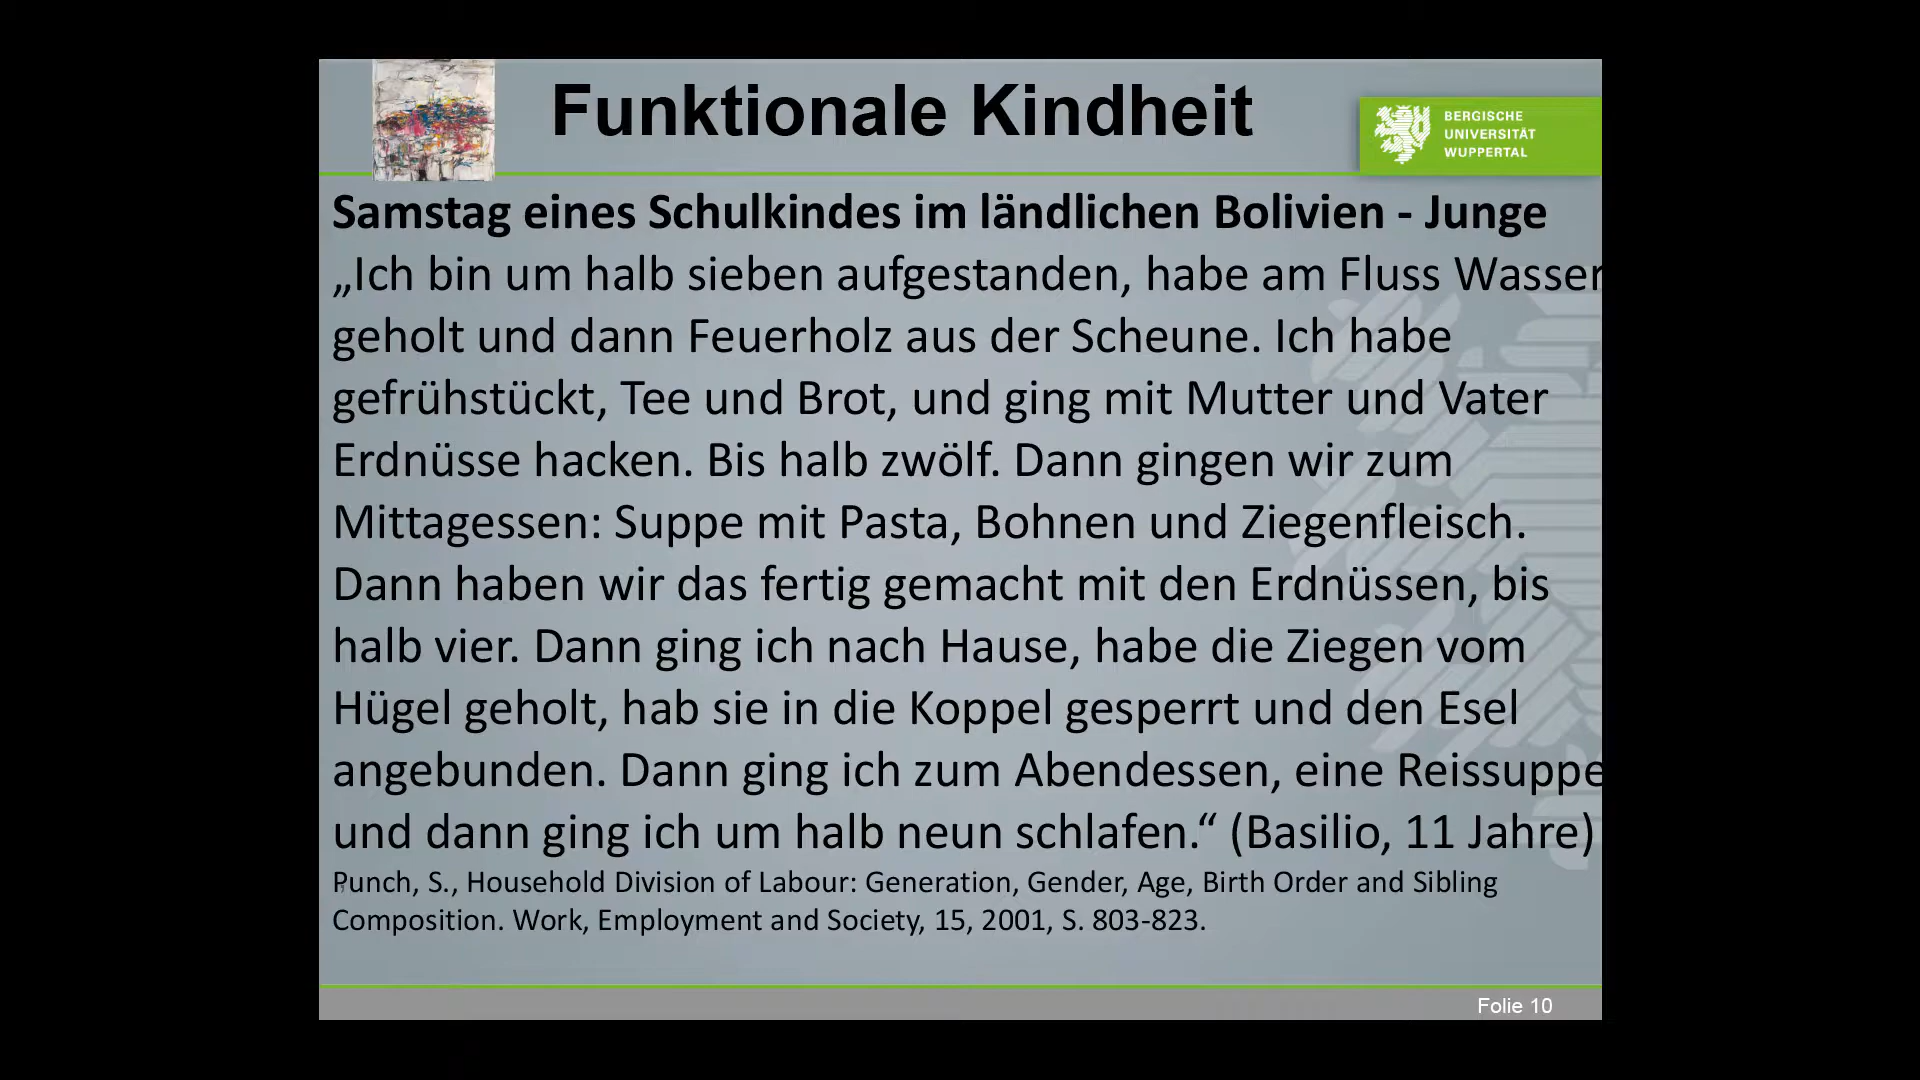 Funktionale Kindheit
BERGISCHE
UNIVERSITÄT
WUPPERTAL
Samstag eines Schulkindes im ländlichen Bolivien - Junge
„Ich bin um halb sieben aufgestanden, habe am Fluss Wasser
geholt und dann Feuerholz aus der Scheune. Ich habe
gefrühstückt, Tee und Brot, und ging mit Mutter und Vater
Erdnüsse hacken. Bis halb zwölf. Dann gingen wir zum
Mittagessen: Suppe mit Pasta, Bohnen und Ziegenfleisch.
Dann haben wir das fertig gemacht mit den Erdnüssen, bis
halb vier. Dann ging ich nach Hause, habe die Ziegen vom
Hügel geholt, hab sie in die Koppel gesperrt und den Esel
angebunden. Dann ging ich zum Abendessen, eine Reissuppe
und dann ging ich um halb neun schlafen.“ (Basilio, 11 Jahre)
Punch, S., Household Division of Labour: Generation, Gender, Age, Birth Order and Sibling
Composition. Work, Employment and Society, 15, 2001, S. 803-823.
Folie 10